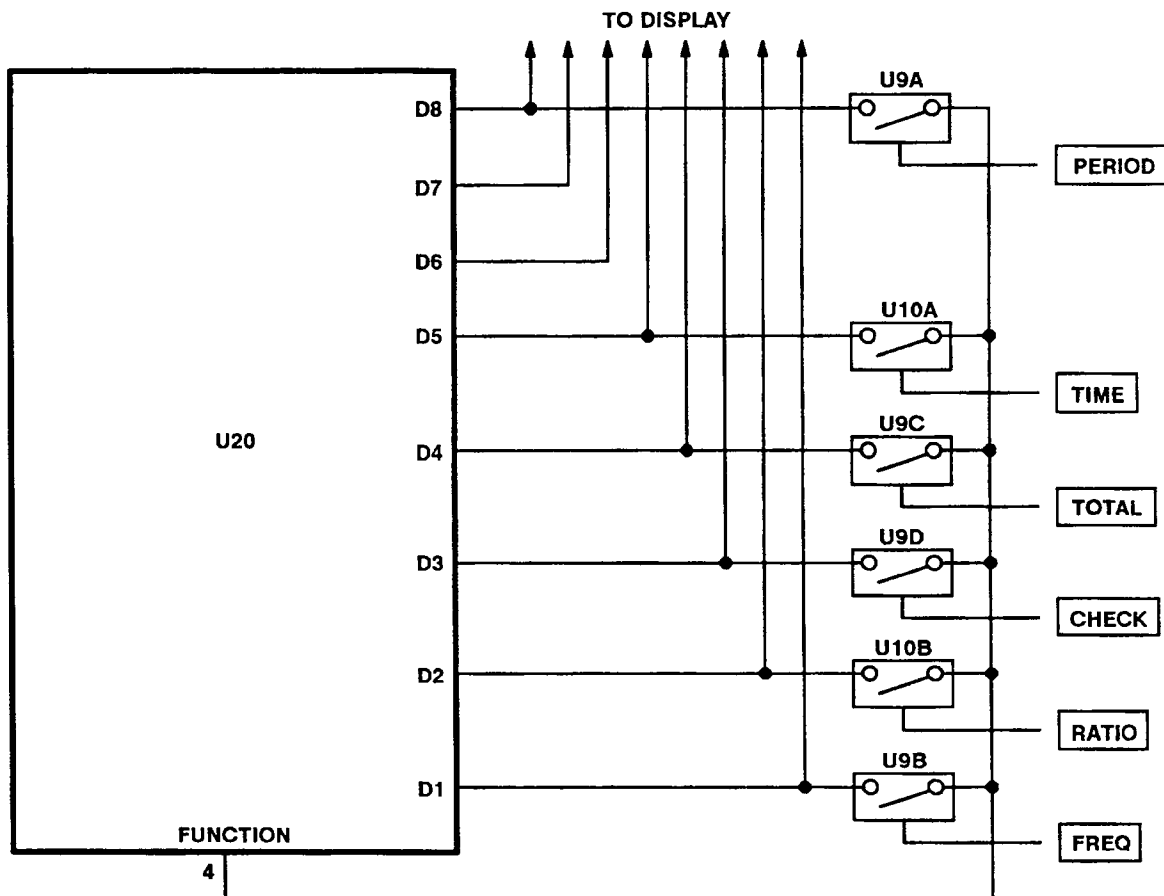 TO DISPLAY
U9A
D8
PERIOD
D7
D6
U10A
D5
TIME
U9C
U20
D4
TOTAL
U9D
D3
CHECK
U10B
D2
RATIO
U9B
D1
FUNCTION
FREQ
4